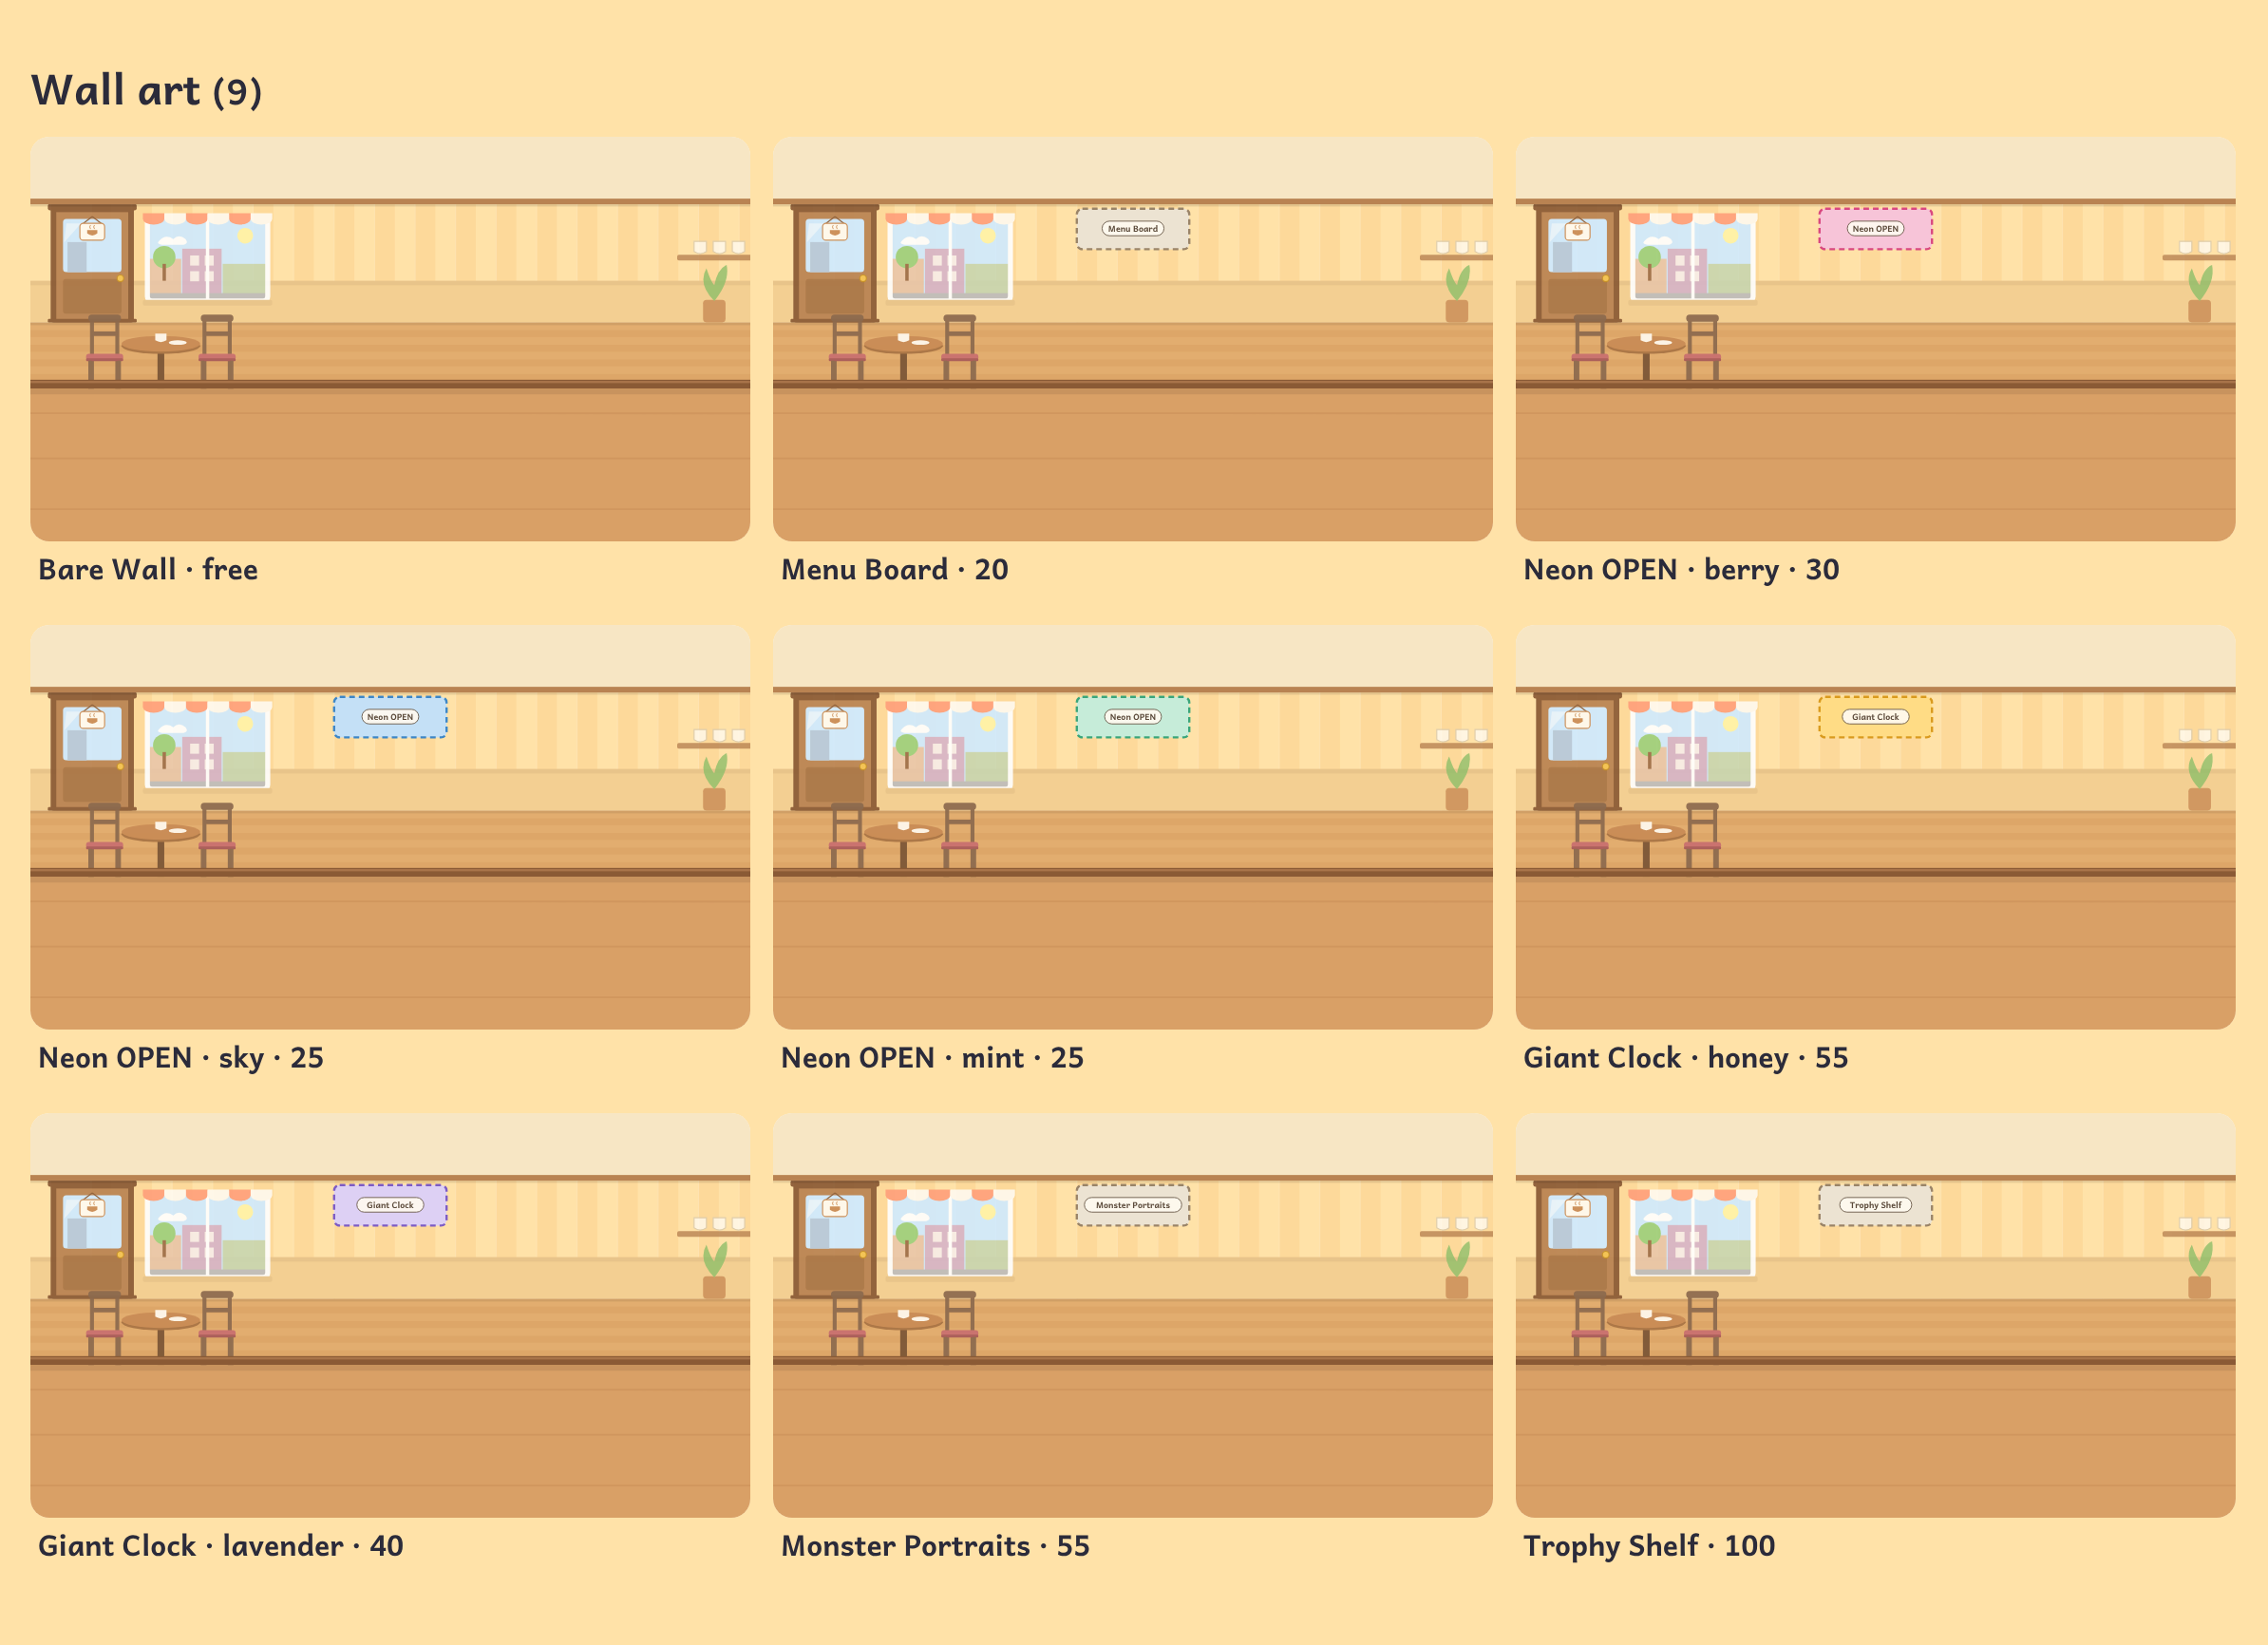 Wall art (9)
Bare Wall · free
Menu Board
Menu Board · 20
Neon OPEN
Neon OPEN · berry · 30
Neon OPEN
Neon OPEN · sky · 25
Neon OPEN
Neon OPEN · mint · 25
Giant Clock
Giant Clock · honey · 55
Giant Clock
Giant Clock · lavender · 40
Monster Portraits
Monster Portraits · 55
Trophy Shelf
Trophy Shelf · 100